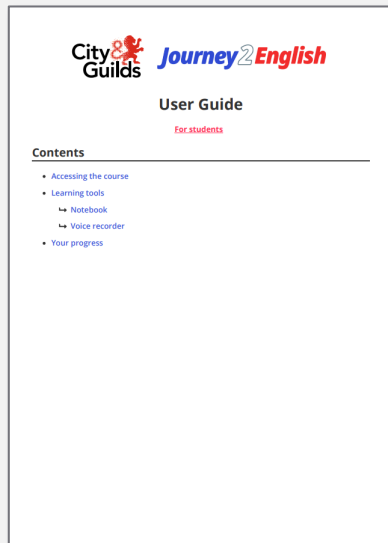 City & Guilds Journey2English
User Guide
For students
Contents
• Accessing the course
• Learning tools
↪ Notebook
↪ Voice recorder
• Your progress